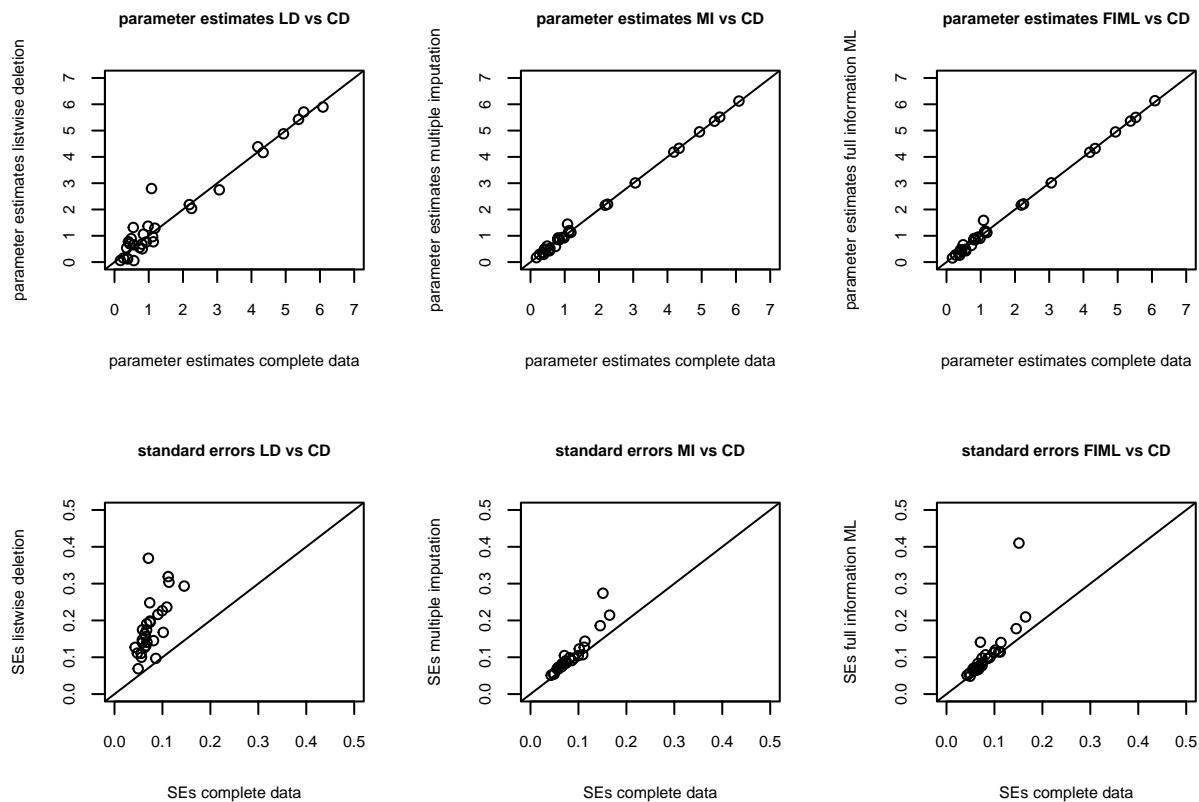 parameter estimates LD vs CD
parameter estimates listwise deletion
7
6
5
4
3
2
1
0
0 1 2 3 4 5 6 7
parameter estimates complete data
parameter estimates MI vs CD
parameter estimates multiple imputation
7
6
5
4
3
2
1
0
0 1 2 3 4 5 6 7
parameter estimates complete data
parameter estimates FIML vs CD
parameter estimates full information ML
7
6
5
4
3
2
1
0
0 1 2 3 4 5 6 7
parameter estimates complete data
standard errors LD vs CD
SEs listwise deletion
0.5
0.4
0.3
0.2
0.1
0.0
0.0 0.1 0.2 0.3 0.4 0.5
SEs complete data
standard errors MI vs CD
SEs multiple imputation
0.5
0.4
0.3
0.2
0.1
0.0
0.0 0.1 0.2 0.3 0.4 0.5
SEs complete data
standard errors FIML vs CD
SEs full information ML
0.5
0.4
0.3
0.2
0.1
0.0
0.0 0.1 0.2 0.3 0.4 0.5
SEs complete data